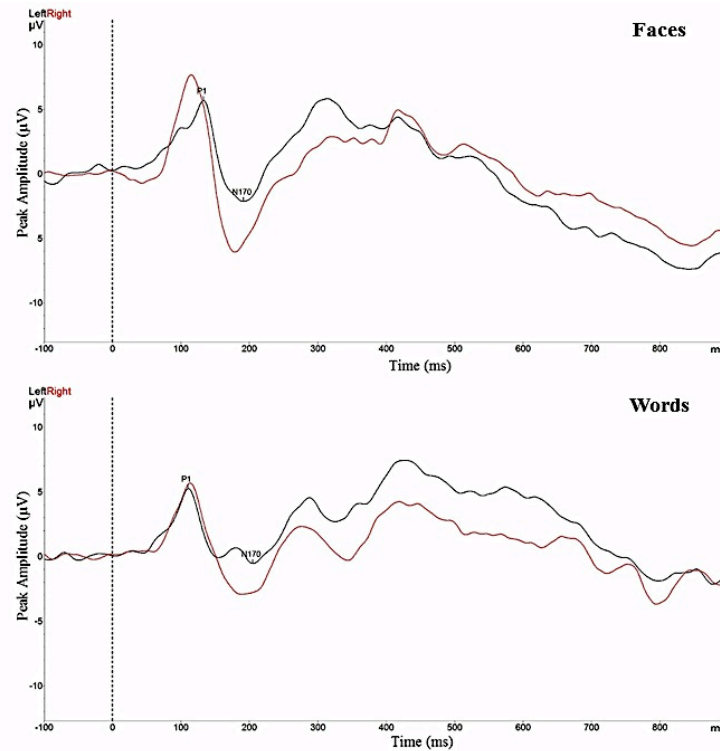 LeftRight
µV
Faces
10
5
0
-5
-10
P1
N170
Peak Amplitude (µV)
-100 0 100 200 300 400 500 600 700 800 m
Time (ms)
LeftRight
µV
Words
10
5
0
-5
-10
P1
N170
Peak Amplitude (µV)
-100 0 100 200 300 400 500 600 700 800 m
Time (ms)